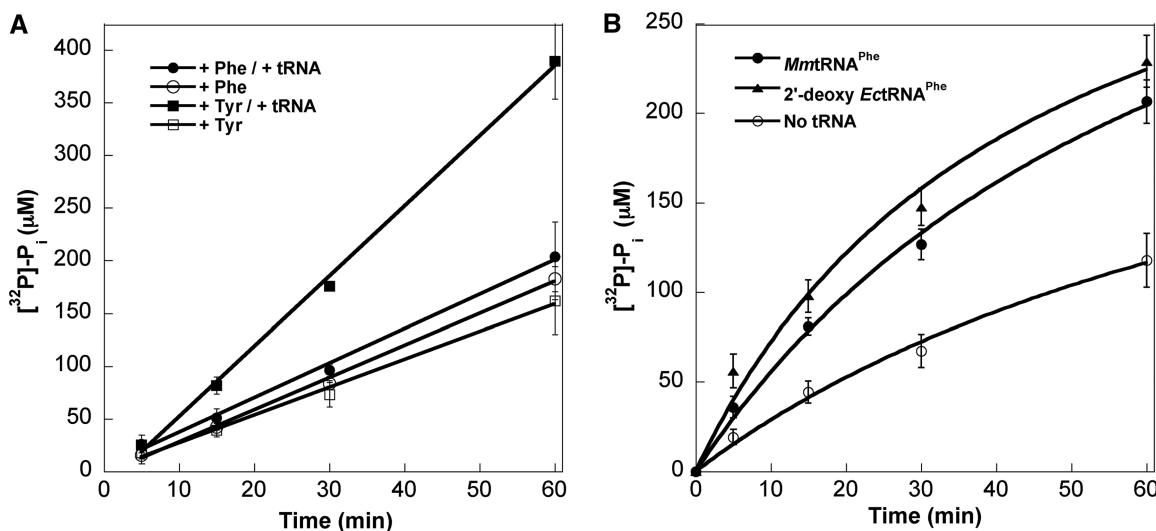 A
400
350
300
250
200
150
100
50
0
[³²P]-Pᵢ (μM)
+ Phe / + tRNA
+ Phe
+ Tyr / + tRNA
+ Tyr
0 10 20 30 40 50 60
Time (min)
B
250
200
150
100
50
0
[³²P]-Pᵢ (μM)
MmtRNAᴾʰᵉ
2'-deoxy EctRNAᴾʰᵉ
No tRNA
0 10 20 30 40 50 60
Time (min)